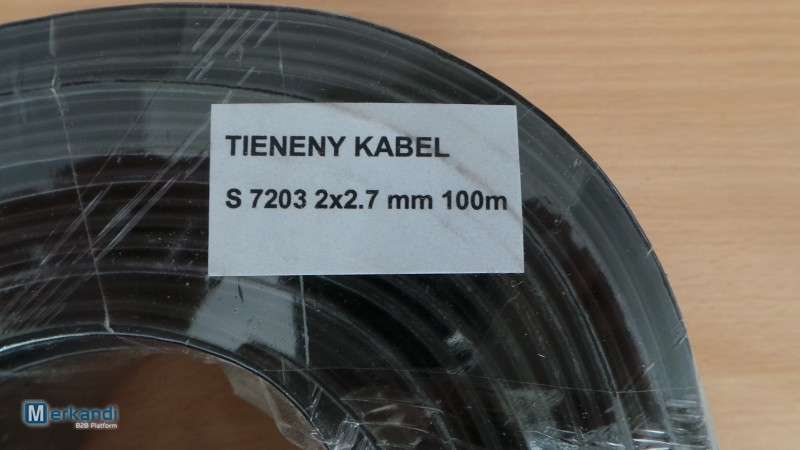 TIENENY KABEL
S 7203 2x2.7 mm 100m
M Merkandi
B2B Platform